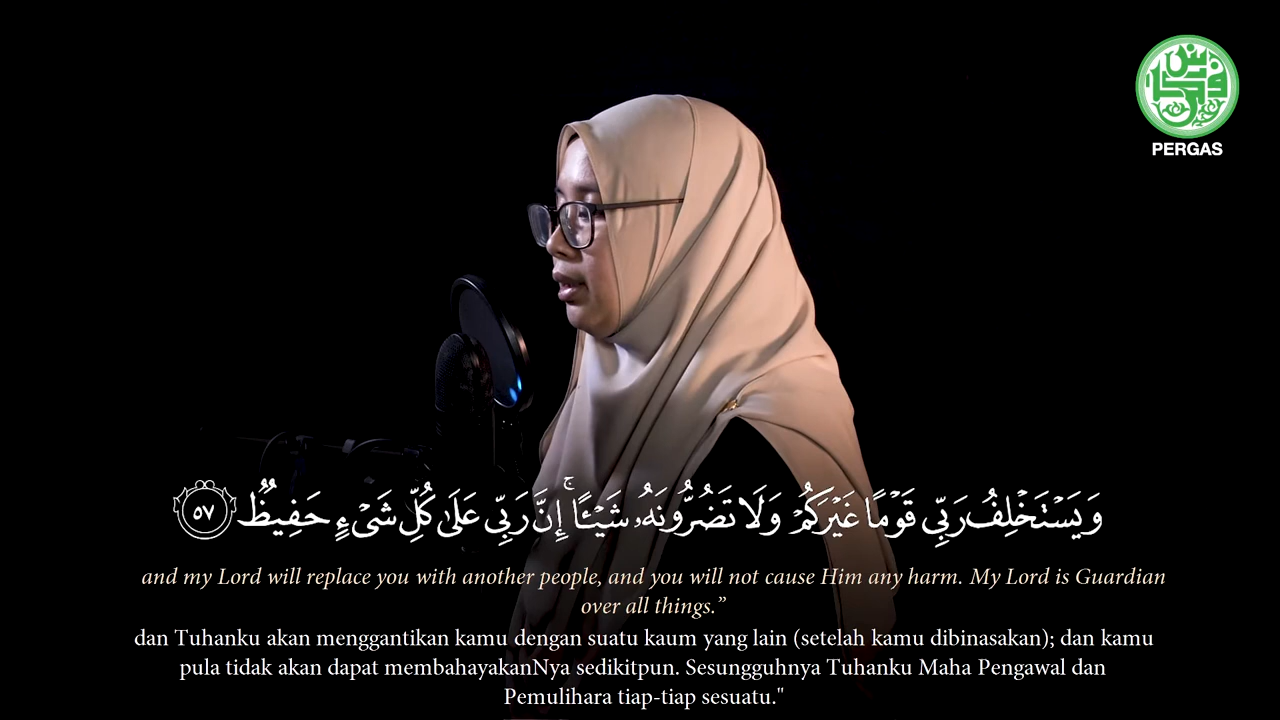 PERGAS
وَيَسْتَخْلِفُ رَبِّى قَوْمًا غَيْرَكُمْ وَلَا تَضُرُّونَهُۥ شَيْـًٔا ۚ إِنَّ رَبِّى عَلَىٰ كُلِّ شَىْءٍ حَفِيظٌ ٥٧
and my Lord will replace you with another people, and you will not cause Him any harm. My Lord is Guardian
over all things.”
dan Tuhanku akan menggantikan kamu dengan suatu kaum yang lain (setelah kamu dibinasakan); dan kamu
pula tidak akan dapat membahayakanNya sedikitpun. Sesungguhnya Tuhanku Maha Pengawal dan
Pemulihara tiap-tiap sesuatu."